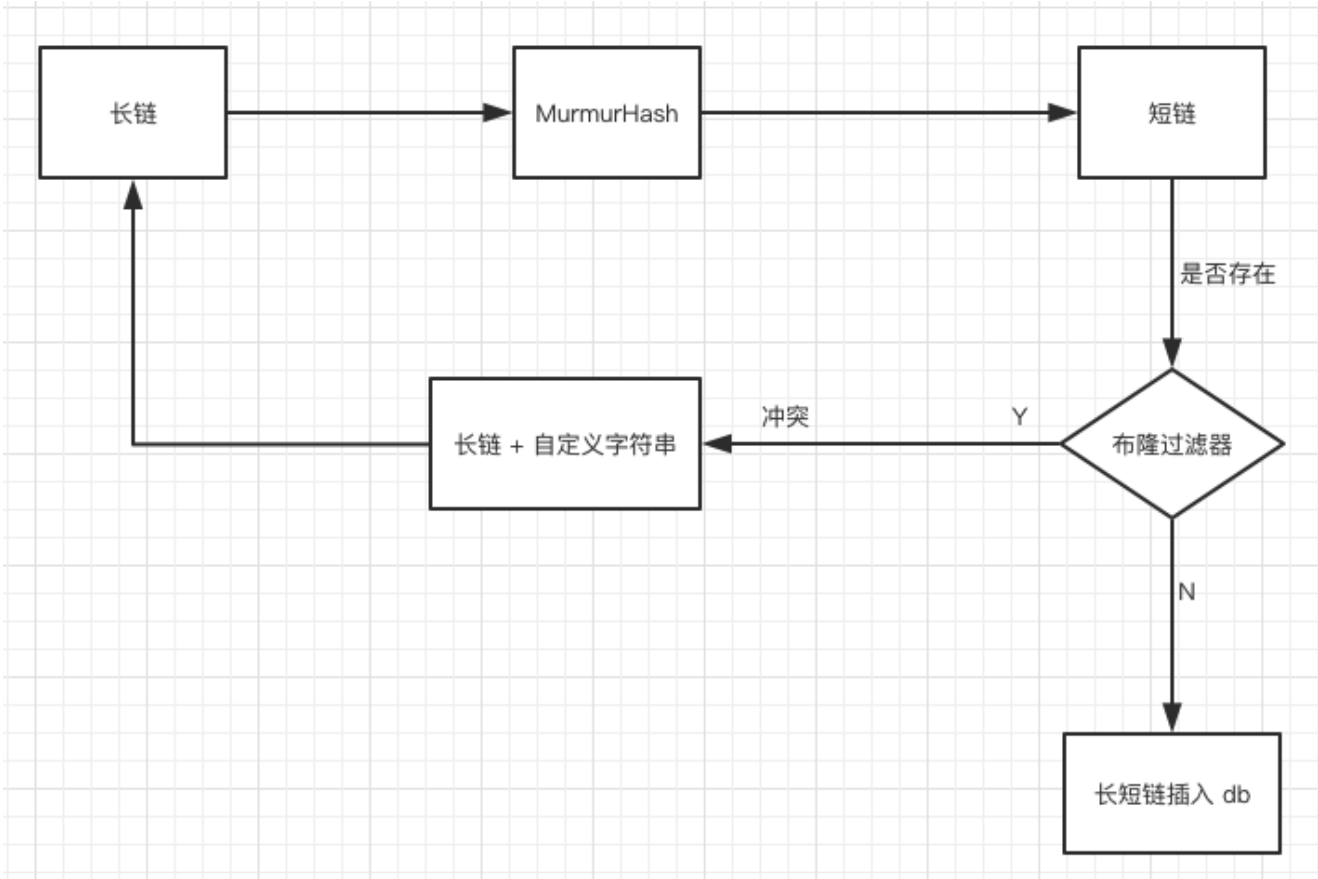 长链
MurmurHash
短链
是否存在
冲突
Y
长链 + 自定义字符串
布隆过滤器
N
长短链插入 db